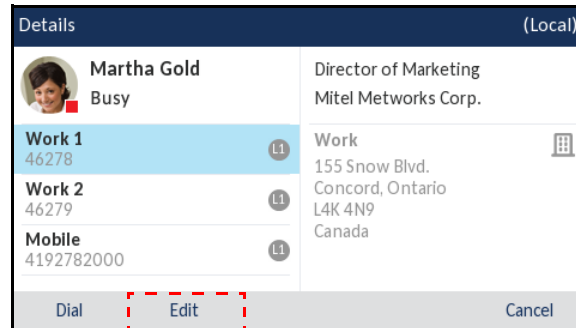 Details
(Local)
Martha Gold
Busy
Director of Marketing
Mitel Metworks Corp.
Work 1
46278
L1
Work 2
46279
L1
Mobile
4192782000
L1
Work
155 Snow Blvd.
Concord, Ontario
L4K 4N9
Canada
Dial
Edit
Cancel